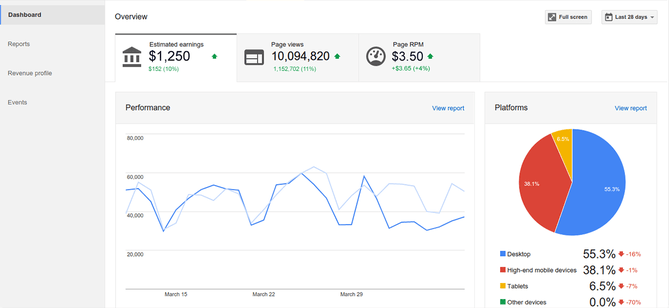 Dashboard
Reports
Revenue profile
Events
Overview
Full screen
Last 28 days
Estimated earnings
$1,250
$152 (10%)
Page views
10,094,820
1,152,702 (11%)
Page RPM
$3.50
+$3.65 (+4%)
Performance
View report
80,000
60,000
40,000
20,000
March 15
March 22
March 29
Platforms
View report
6.5%
38.1%
55.3%
Desktop 55.3% -16%
High-end mobile devices 38.1% -1%
Tablets 6.5% -7%
Other devices 0.0% -70%